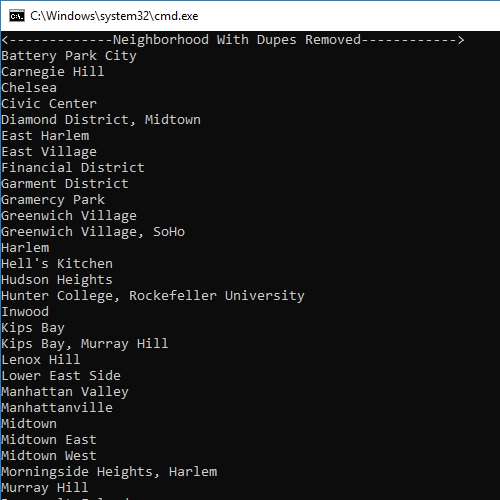 C:\Windows\system32\cmd.exe
<-------------Neighborhood With Dupes Removed------------>
Battery Park City
Carnegie Hill
Chelsea
Civic Center
Diamond District, Midtown
East Harlem
East Village
Financial District
Garment District
Gramercy Park
Greenwich Village
Greenwich Village, SoHo
Harlem
Hell's Kitchen
Hudson Heights
Hunter College, Rockefeller University
Inwood
Kips Bay
Kips Bay, Murray Hill
Lenox Hill
Lower East Side
Manhattan Valley
Manhattanville
Midtown
Midtown East
Midtown West
Morningside Heights, Harlem
Murray Hill